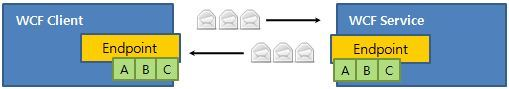 WCF Client
Endpoint
A B C
WCF Service
Endpoint
A B C